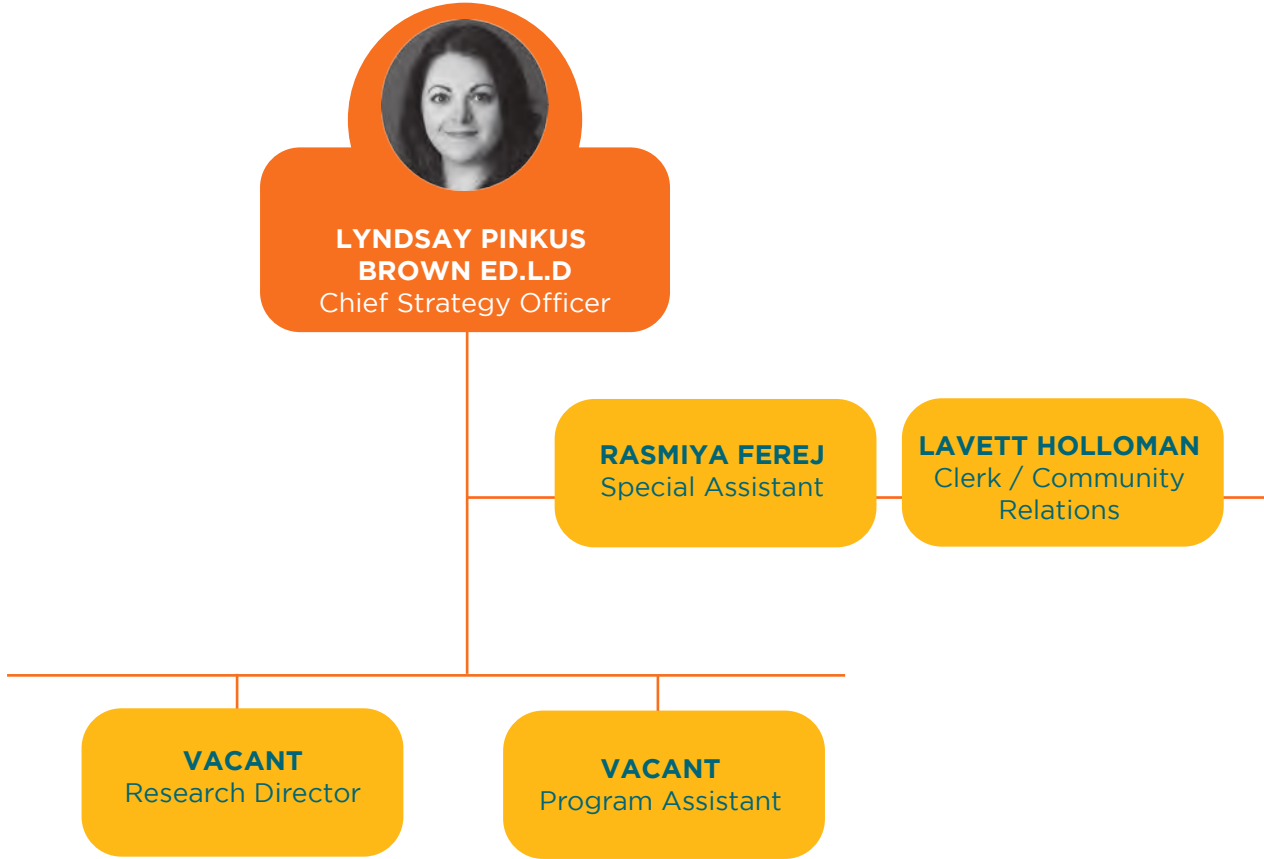 LYNDSAY PINKUS
BROWN ED.L.D
Chief Strategy Officer
RASMIYA FEREJ
Special Assistant
LAVETT HOLLOMAN
Clerk / Community
Relations
VACANT
Research Director
VACANT
Program Assistant